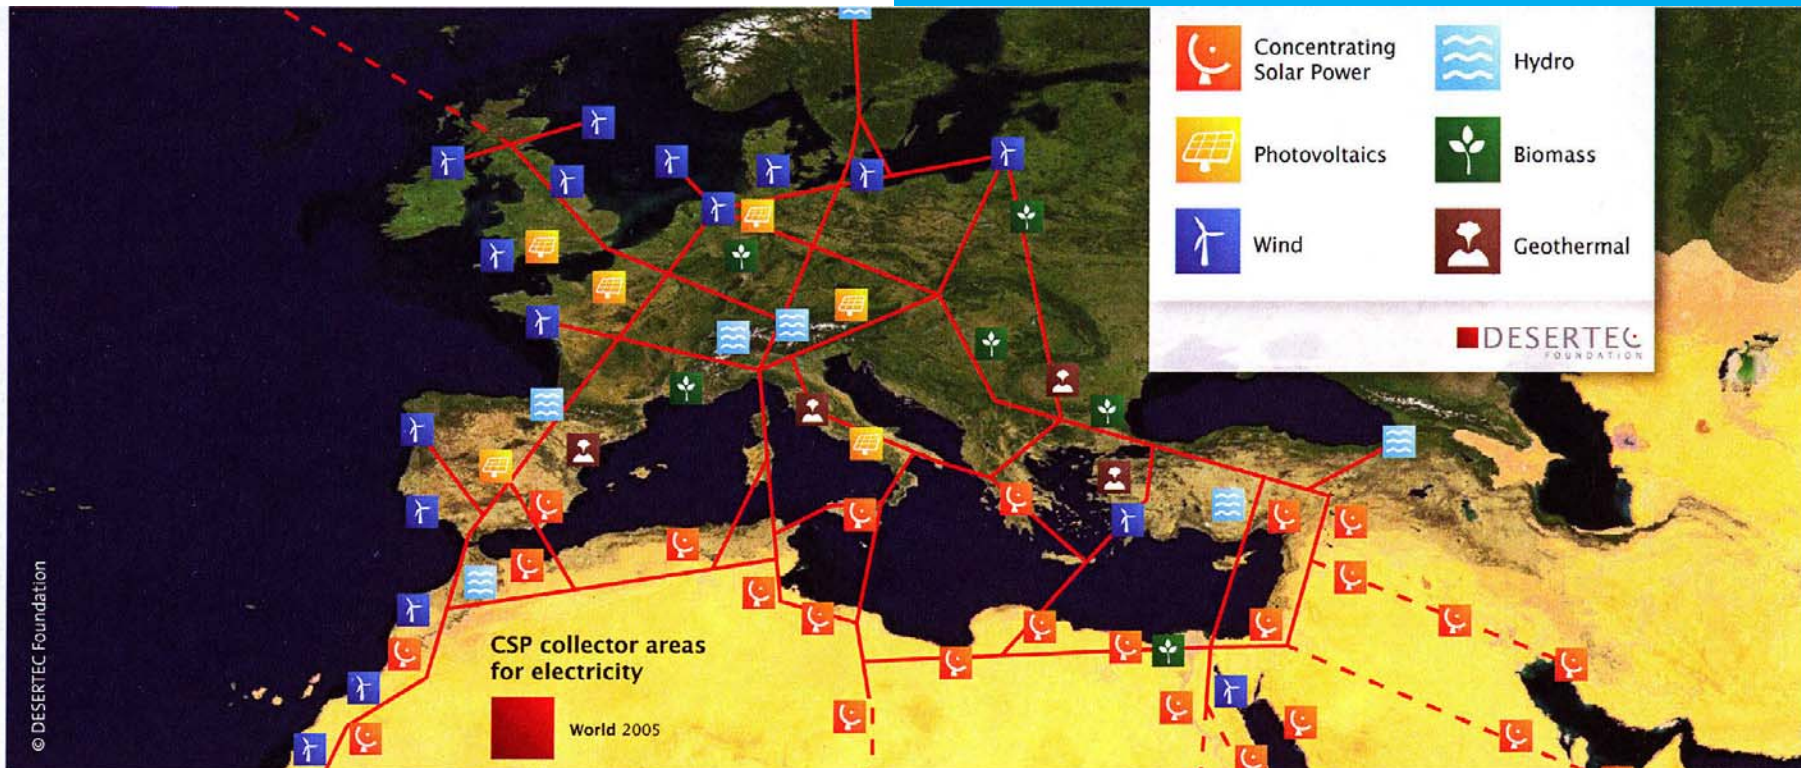 Concentrating
Solar Power
Hydro
Photovoltaics
Biomass
Wind
Geothermal
DESERTEC
FOUNDATION
CSP collector areas
for electricity
World 2005
© DESERTEC Foundation